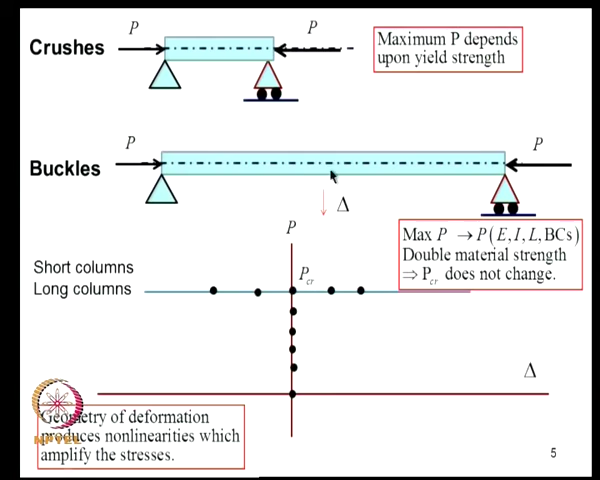 P
P
Crushes
Maximum P depends
upon yield strength
P
P
Buckles
Δ
P
Max P → P(E, I, L, BCs)
Double material strength
⇒ Pcr does not change.
Short columns
Pcr
Long columns
Δ
Geometry of deformation
produces nonlinearities which
amplify the stresses.
NPTEL
5